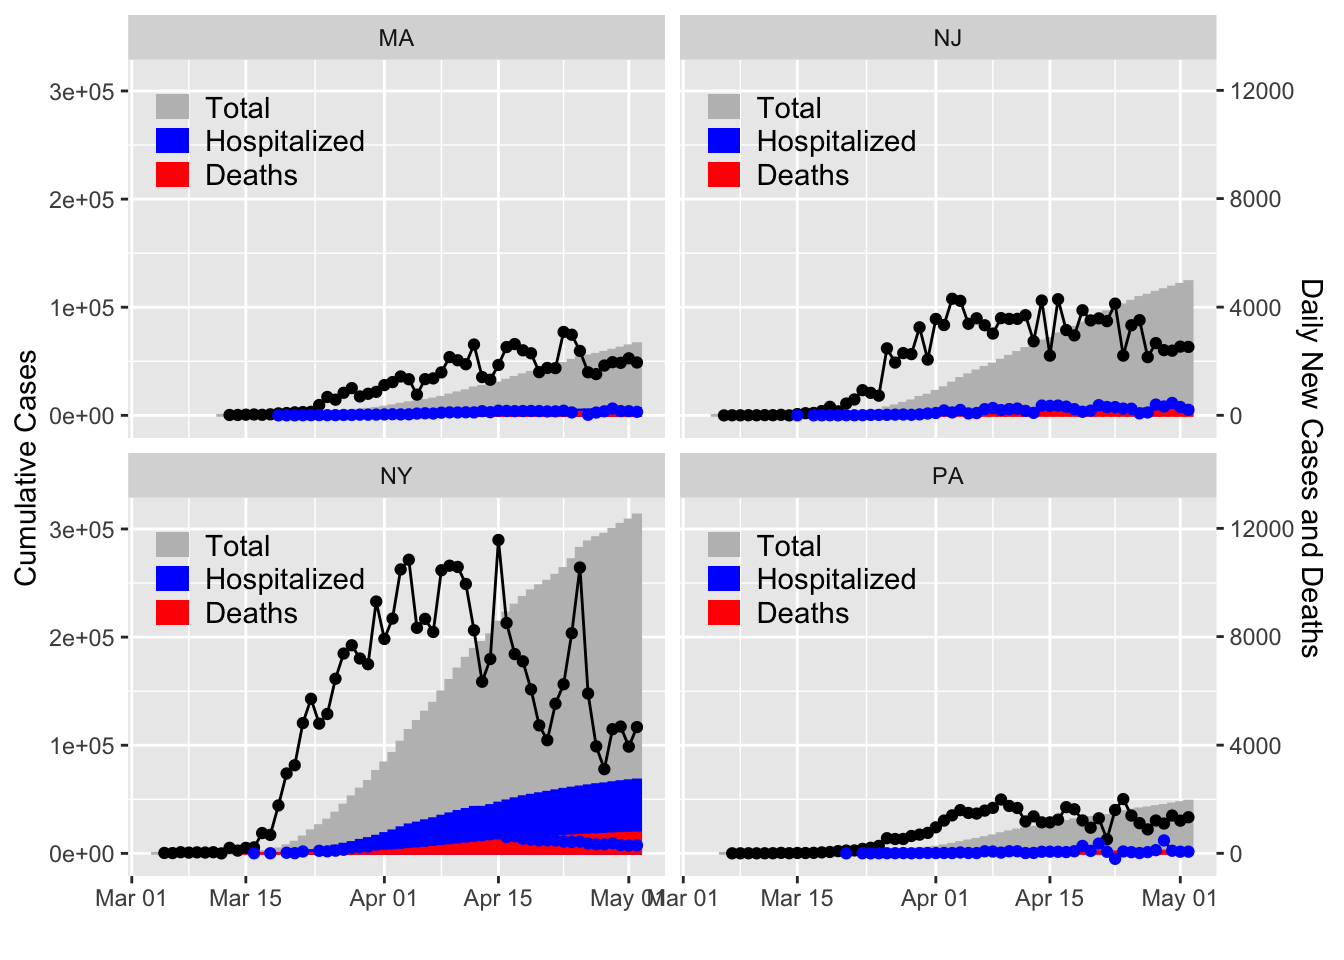 MA
NJ
3e+05
2e+05
1e+05
0e+00
Total
Hospitalized
Deaths
Total
Hospitalized
Deaths
12000
8000
4000
0
Cumulative Cases
Daily New Cases and Deaths
NY
PA
3e+05
2e+05
1e+05
0e+00
Total
Hospitalized
Deaths
Total
Hospitalized
Deaths
12000
8000
4000
0
Mar 01 Mar 15 Apr 01 Apr 15 May 01
Mar 01 Mar 15 Apr 01 Apr 15 May 01